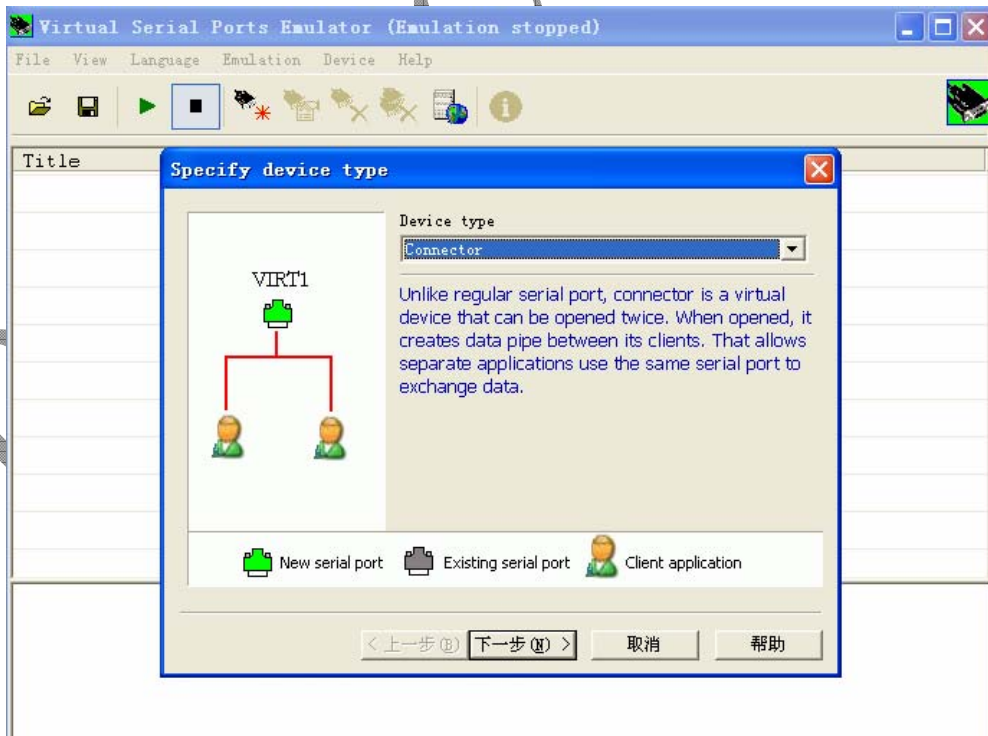 Virtual Serial Ports Emulator (Emulation stopped)
File View Language Emulation Device Help
Title
Specify device type
Device type
Connector
VIRT1
Unlike regular serial port, connector is a virtual
device that can be opened twice. When opened, it
creates data pipe between its clients. That allows
separate applications use the same serial port to
exchange data.
New serial port Existing serial port Client application
< 上一步(B) 下一步(N) > 取消 帮助